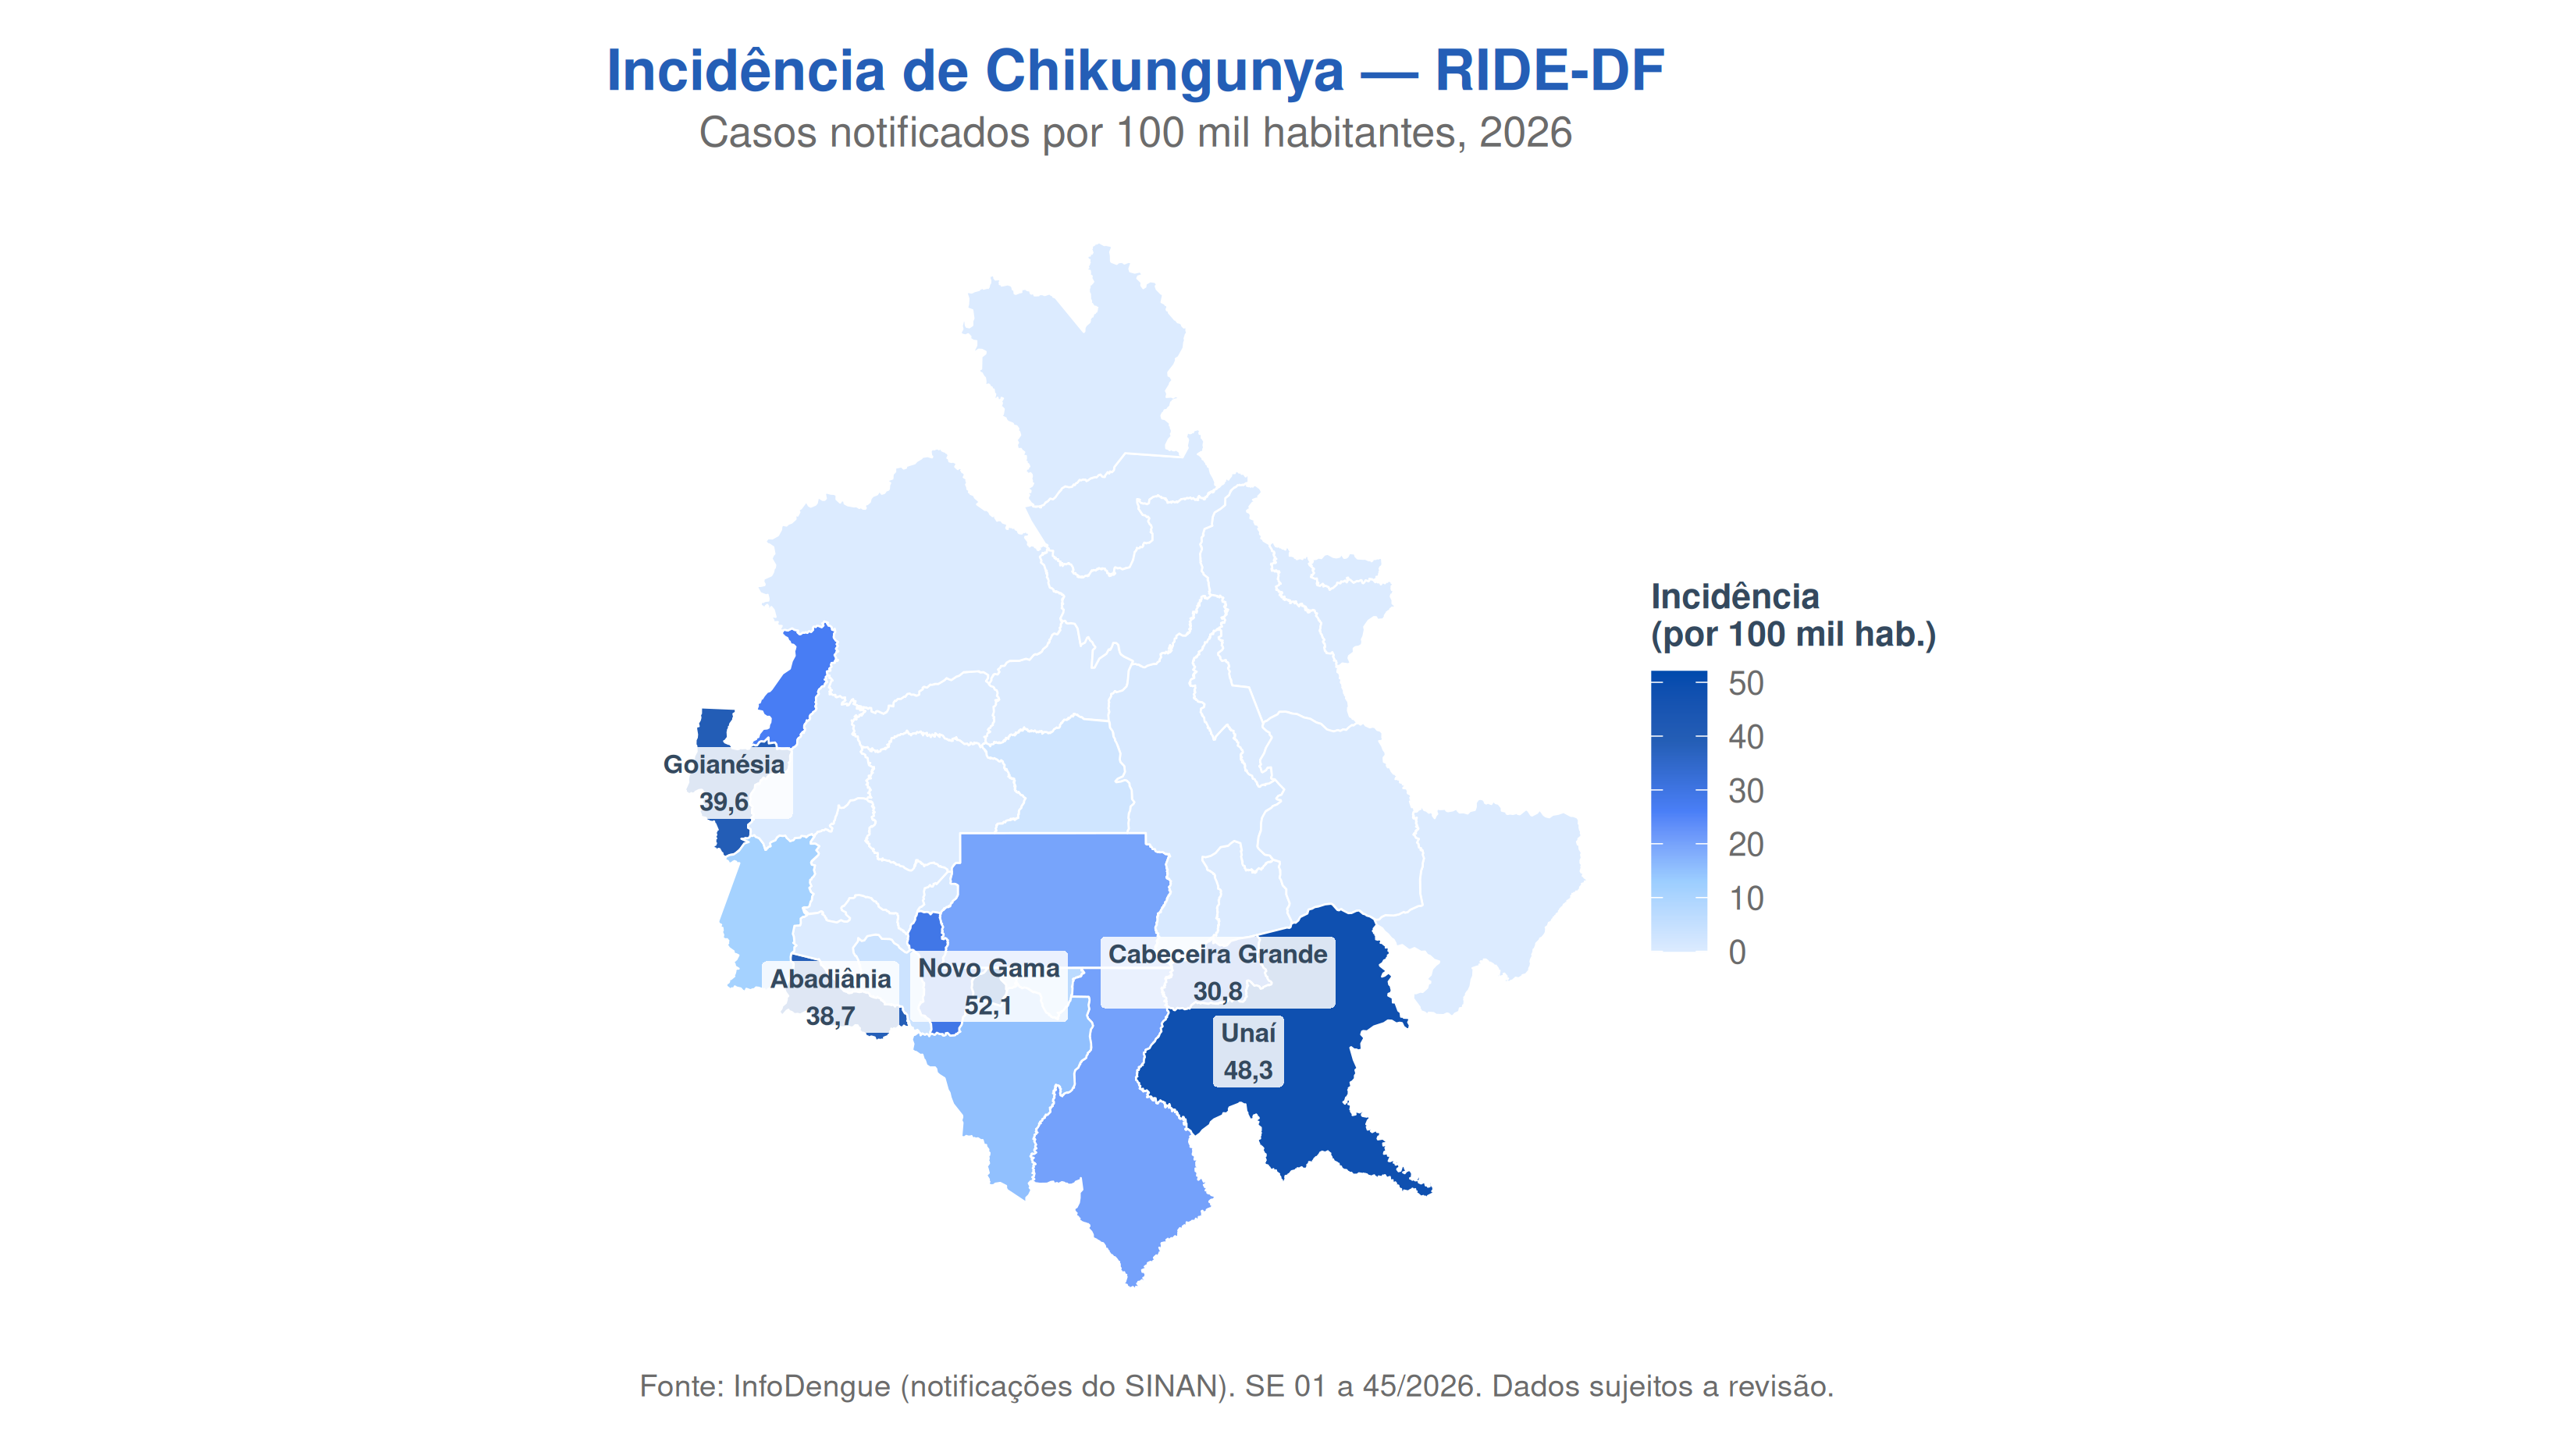 Incidência de Chikungunya — RIDE-DF
Casos notificados por 100 mil habitantes, 2026
Incidência
(por 100 mil hab.)
50
40
30
20
10
0
Goianésia
39,6
Abadiânia
38,7
Novo Gama
52,1
Cabeceira Grande
30,8
Unaí
48,3
Fonte: InfoDengue (notificações do SINAN). SE 01 a 45/2026. Dados sujeitos a revisão.